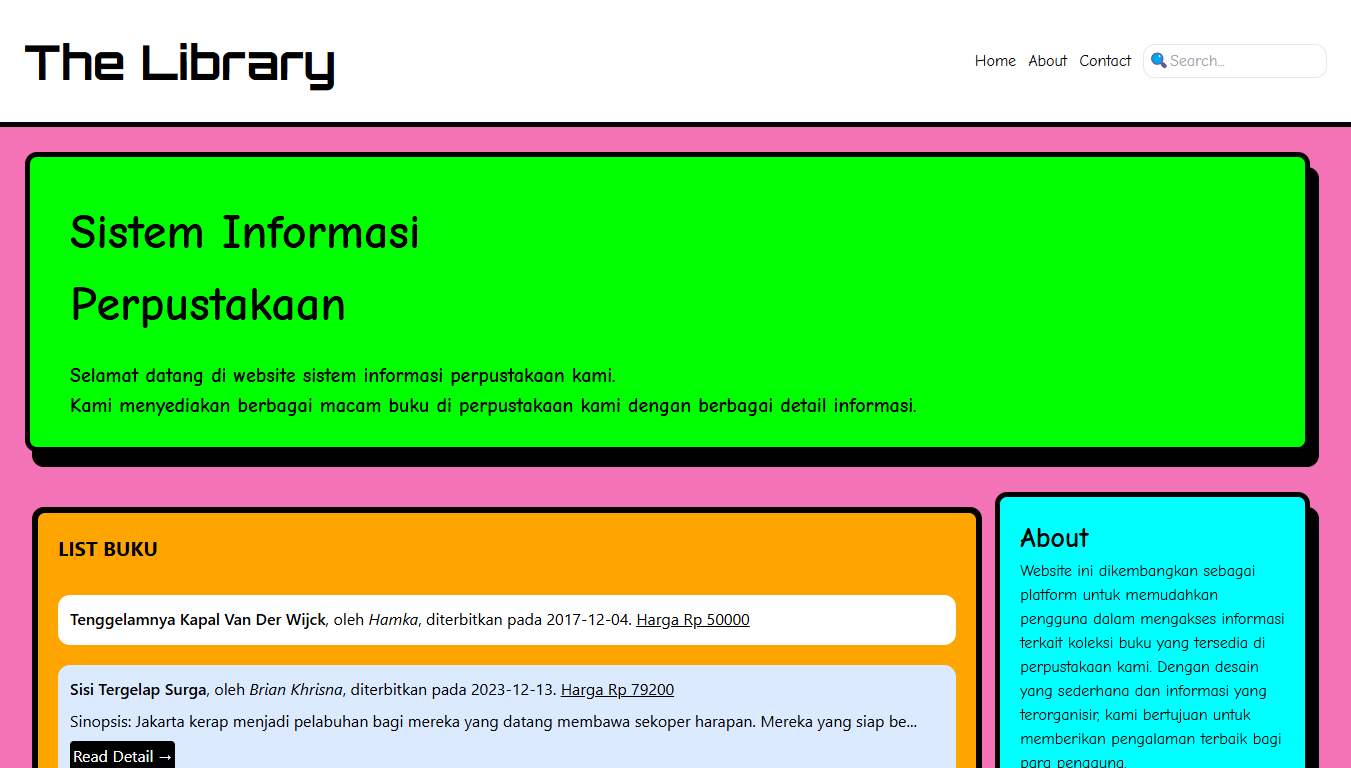 The Library
Home About Contact Search...
Sistem Informasi
Perpustakaan
Selamat datang di website sistem informasi perpustakaan kami.
Kami menyediakan berbagai macam buku di perpustakaan kami dengan berbagai detail informasi.
LIST BUKU
Tenggelamnya Kapal Van Der Wijck, oleh Hamka, diterbitkan pada 2017-12-04. Harga Rp 50000
Sisi Tergelap Surga, oleh Brian Khrisna, diterbitkan pada 2023-12-13. Harga Rp 79200
Sinopsis: Jakarta kerap menjadi pelabuhan bagi mereka yang datang membawa sekoper harapan. Mereka yang siap be...
Read Detail →
About
Website ini dikembangkan sebagai
platform untuk memudahkan
pengguna dalam mengakses informasi
terkait koleksi buku yang tersedia di
perpustakaan kami. Dengan desain
yang sederhana dan informasi yang
terorganisir, kami bertujuan untuk
memberikan pengalaman terbaik bagi
para pengguna.